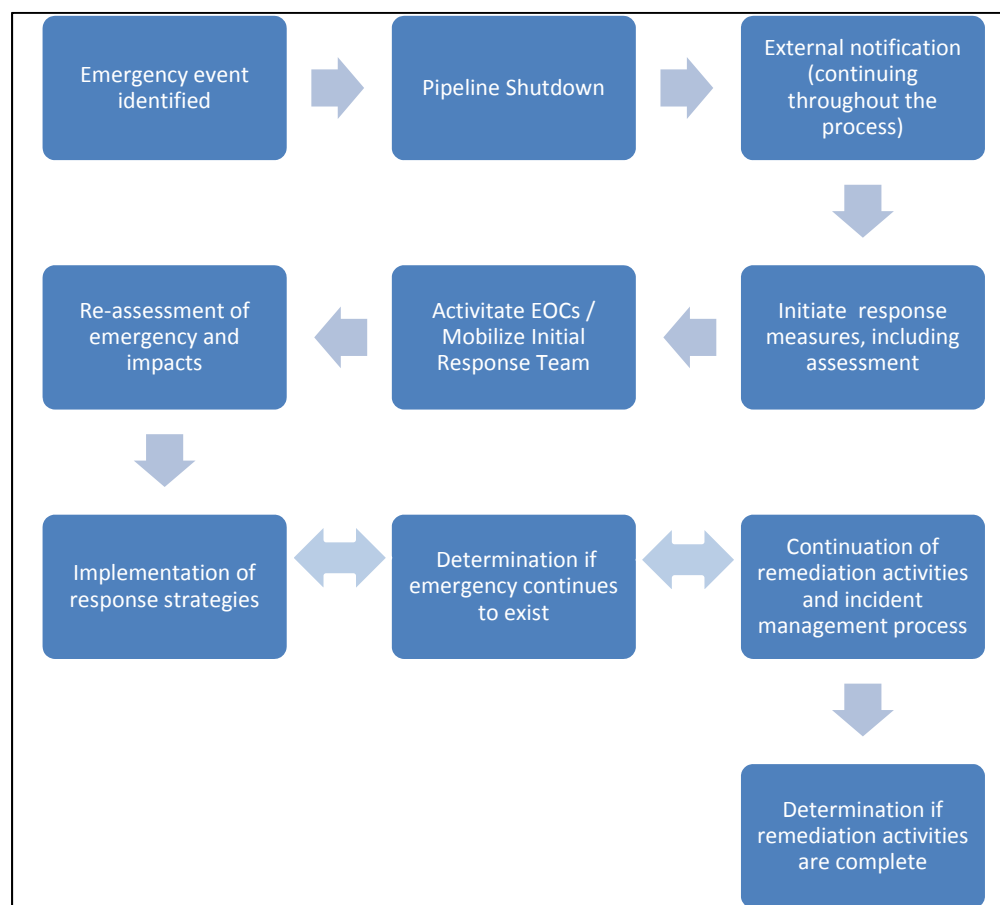 Emergency event
identified
Pipeline Shutdown
External notification
(continuing
throughout the
process)
Initiate response
measures, including
assessment
Activitate EOCs /
Mobilize Initial
Response Team
Re-assessment of
emergency and
impacts
Implementation of
response strategies
Determination if
emergency continues
to exist
Continuation of
remediation activities
and incident
management process
Determination if
remediation activities
are complete